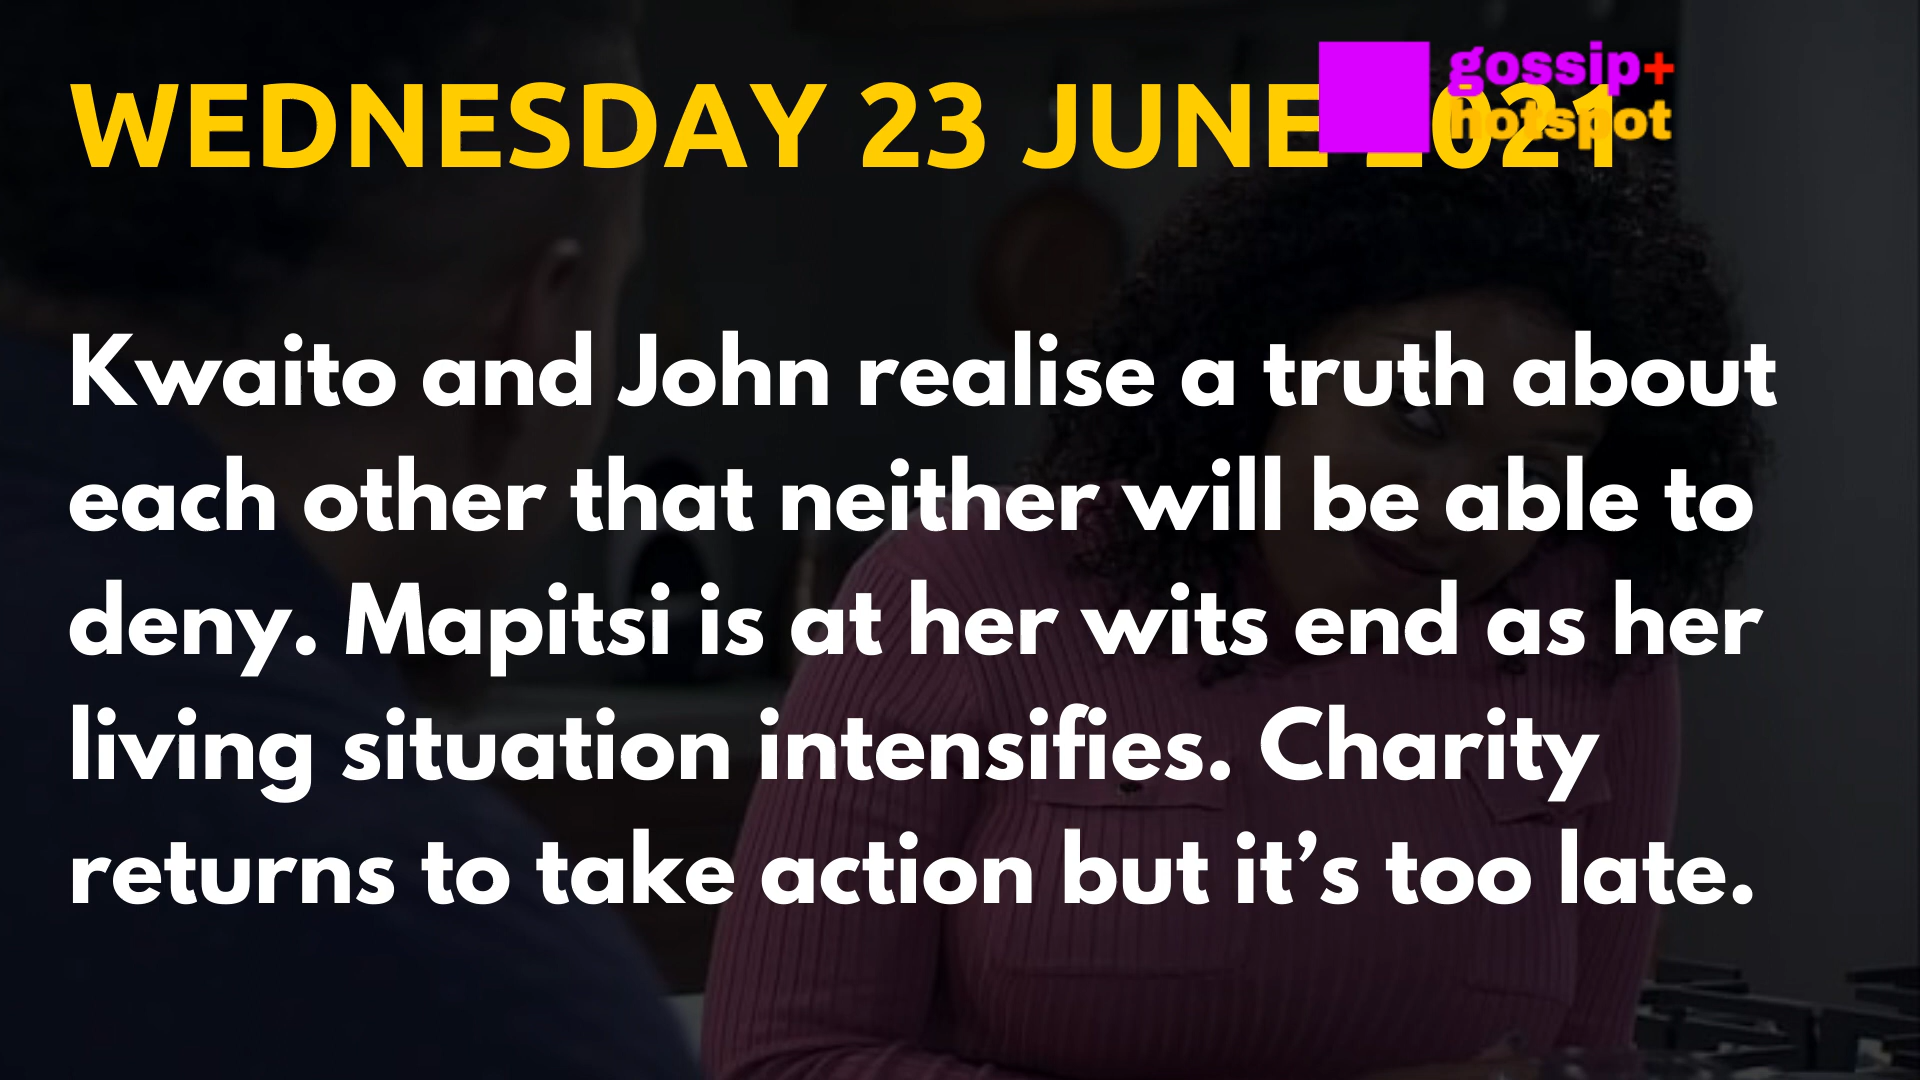 WEDNESDAY 23 JUNE 2021
gossip+
hotspot
Kwaito and John realise a truth about
each other that neither will be able to
deny. Mapitsi is at her wits end as her
living situation intensifies. Charity
returns to take action but it’s too late.